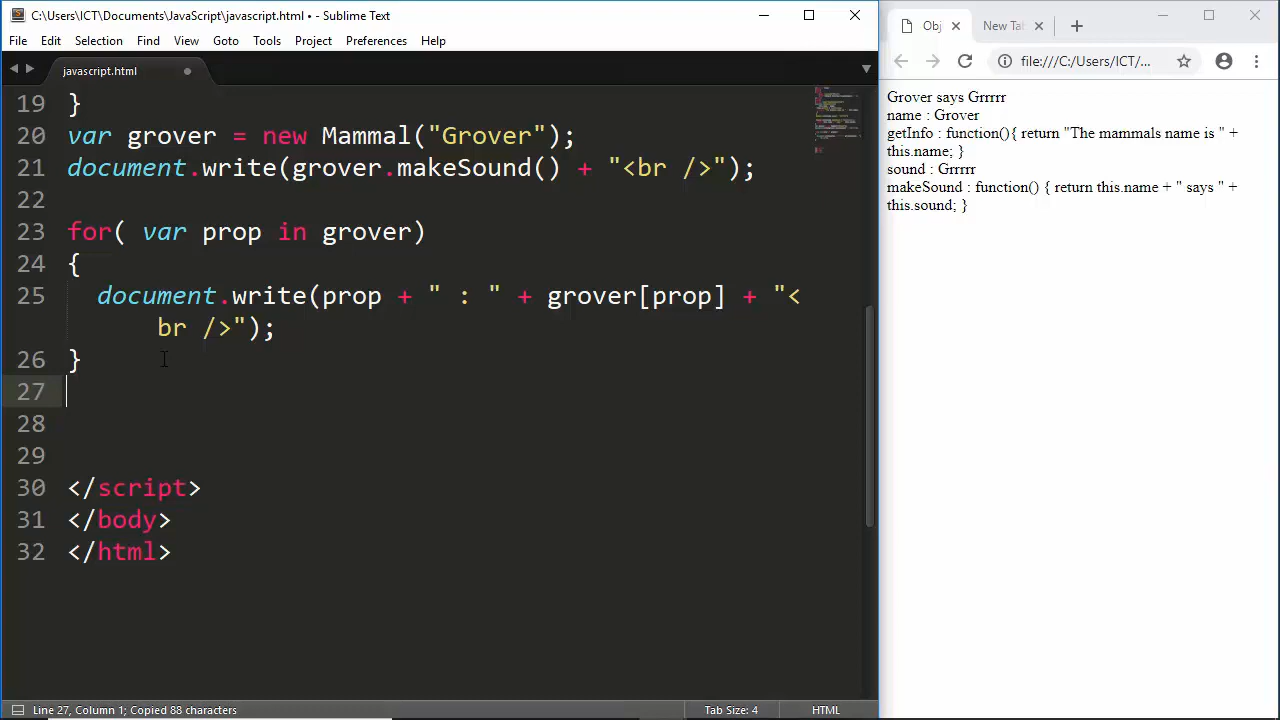 C:\Users\ICT\Documents\JavaScript\javascript.html • - Sublime Text
File Edit Selection Find View Goto Tools Project Preferences Help
javascript.html
19 }
20 var grover = new Mammal("Grover");
21 document.write(grover.makeSound() + "<br />");
22
23 for( var prop in grover)
24 {
25 document.write(prop + " : " + grover[prop] + "<
br />");
26 }
27
28
29
30 </script>
31 </body>
32 </html>
Line 27, Column 1; Copied 88 characters
Tab Size: 4
HTML
Obj
New Tab
file:///C:/Users/ICT/...
Grover says Grrrrr
name : Grover
getInfo : function(){ return "The mammals name is " +
this.name; }
sound : Grrrrr
makeSound : function() { return this.name + " says " +
this.sound; }